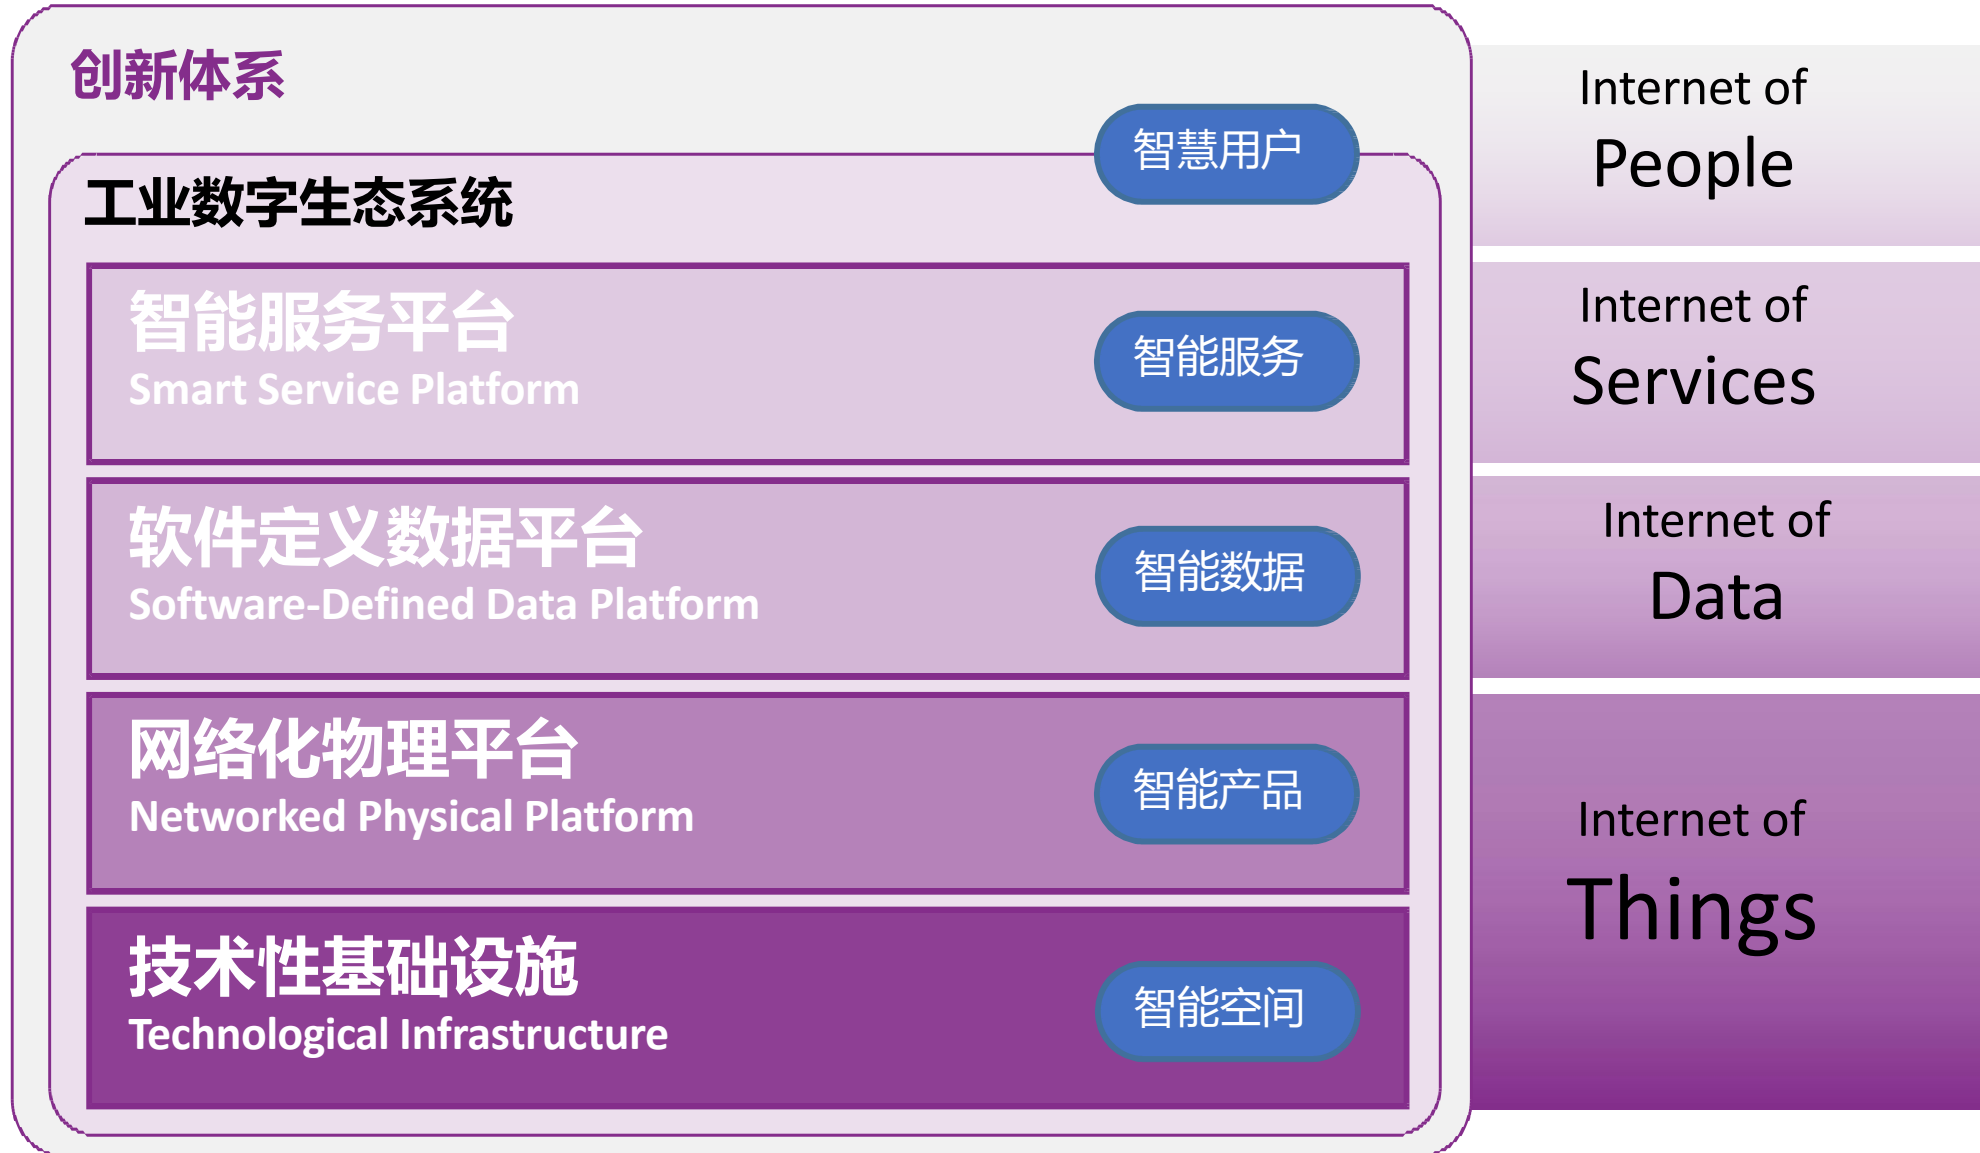 创新体系
智慧用户
工业数字生态系统
智能服务平台
Smart Service Platform
智能服务
软件定义数据平台
Software-Defined Data Platform
智能数据
网络化物理平台
Networked Physical Platform
智能产品
技术性基础设施
Technological Infrastructure
智能空间
Internet of
People
Internet of
Services
Internet of
Data
Internet of
Things